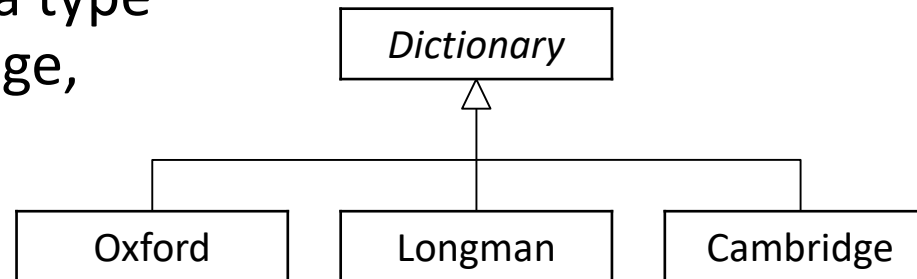 a type
ge,
Dictionary
Oxford
Longman
Cambridge